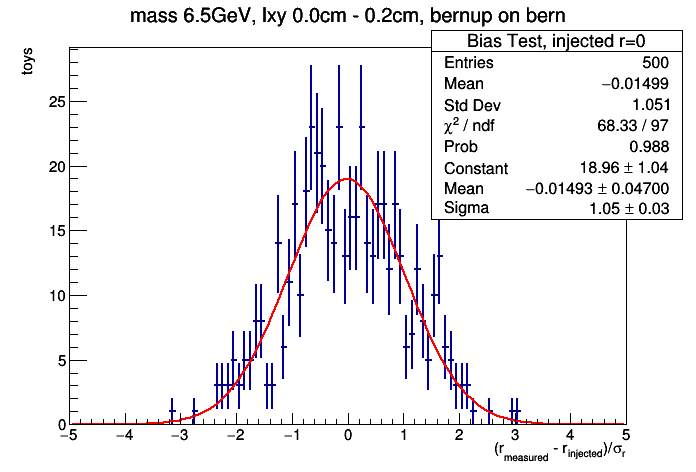 mass 6.5GeV, lxy 0.0cm - 0.2cm, bernup on bern
toys
Bias Test, injected r=0
Entries 500
Mean −0.01499
Std Dev 1.051
χ² / ndf 68.33 / 97
Prob 0.988
Constant 18.96 ± 1.04
Mean −0.01493 ± 0.04700
Sigma 1.05 ± 0.03
25
20
15
10
5
0
−5 −4 −3 −2 −1 0 1 2 3 4 5
(r_measured - r_injected)/σ_r